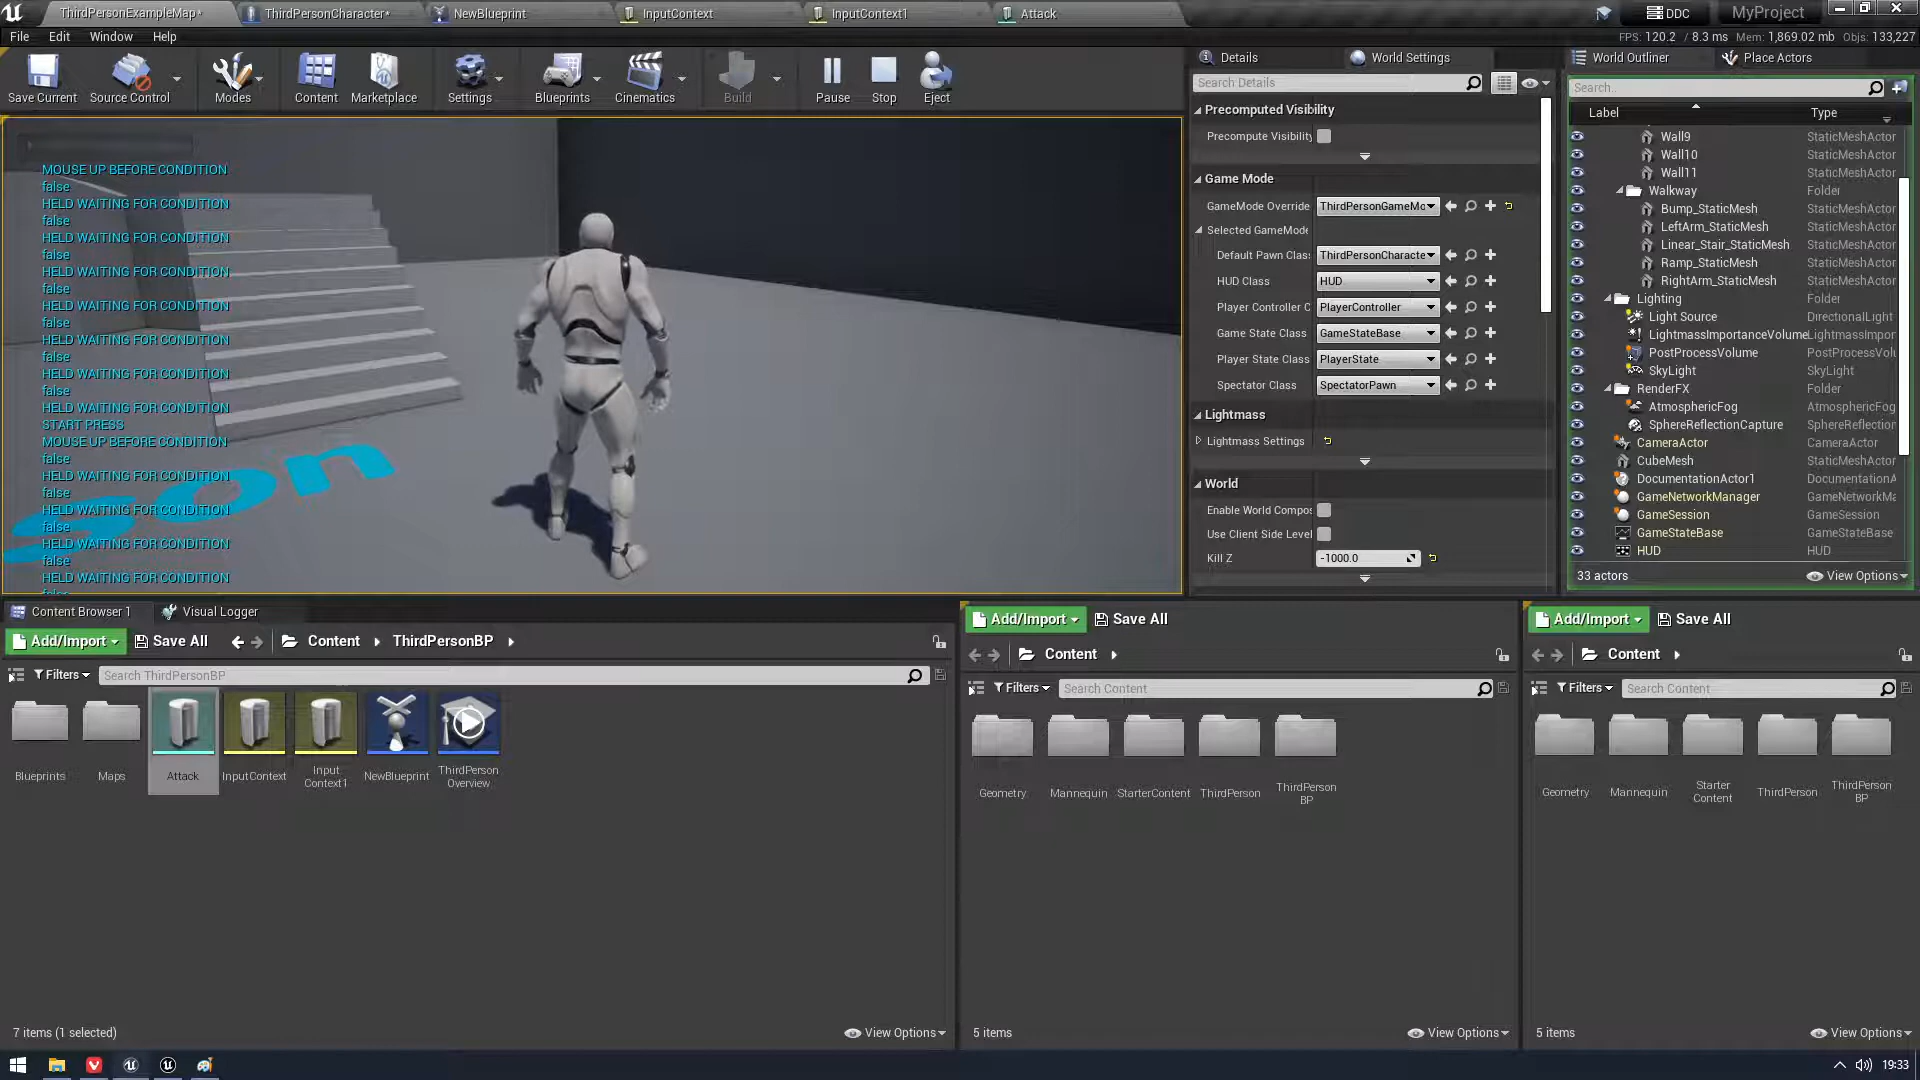 ThirdPersonExampleMap*
ThirdPersonCharacter*
NewBlueprint
InputContext
InputContext1
Attack
DDC
MyProject
File
Edit
Window
Help
FPS: 120.2 / 8.3 ms Mem: 1,869.02 mb Objs: 133,227
Save Current
Source Control
Modes
Content
Marketplace
Settings
Blueprints
Cinematics
Build
Pause
Stop
Eject
MOUSE UP BEFORE CONDITION
false
HELD WAITING FOR CONDITION
false
HELD WAITING FOR CONDITION
false
HELD WAITING FOR CONDITION
false
HELD WAITING FOR CONDITION
false
HELD WAITING FOR CONDITION
false
HELD WAITING FOR CONDITION
false
HELD WAITING FOR CONDITION
START PRESS
MOUSE UP BEFORE CONDITION
false
HELD WAITING FOR CONDITION
false
HELD WAITING FOR CONDITION
false
HELD WAITING FOR CONDITION
false
HELD WAITING FOR CONDITION
false
son
Details
World Settings
Search Details
Precomputed Visibility
Precompute Visibility
Game Mode
GameMode Override
ThirdPersonGameMo
Selected GameMode
Default Pawn Clas:
ThirdPersonCharacte
HUD Class
HUD
Player Controller C
PlayerController
Game State Class
GameStateBase
Player State Class
PlayerState
Spectator Class
SpectatorPawn
Lightmass
Lightmass Settings
World
Enable World Compos
Use Client Side Level
Kill Z
-1000.0
World Outliner
Place Actors
Search..
Label
Type
Wall9
StaticMeshActor
Wall10
StaticMeshActor
Wall11
StaticMeshActor
Walkway
Folder
Bump_StaticMesh
StaticMeshActor
LeftArm_StaticMesh
StaticMeshActor
Linear_Stair_StaticMesh
StaticMeshActor
Ramp_StaticMesh
StaticMeshActor
RightArm_StaticMesh
StaticMeshActor
Lighting
Folder
Light Source
DirectionalLight
LightmassImportanceVolume
LightmassImpor
PostProcessVolume
PostProcessVolu
SkyLight
SkyLight
RenderFX
Folder
AtmosphericFog
AtmosphericFog
SphereReflectionCapture
SphereReflection
CameraActor
CameraActor
CubeMesh
StaticMeshActor
DocumentationActor1
DocumentationA
GameNetworkManager
GameNetworkMa
GameSession
GameSession
GameStateBase
GameStateBase
HUD
HUD
33 actors
View Options
Content Browser 1
Visual Logger
Add/Import
Save All
Content
ThirdPersonBP
Filters
Search ThirdPersonBP
Blueprints
Maps
Attack
InputContext
Input
Context1
NewBlueprint
ThirdPerson
Overview
7 items (1 selected)
View Options
Add/Import
Save All
Content
Filters
Search Content
Geometry
Mannequin
StarterContent
ThirdPerson
ThirdPerson
BP
5 items
View Options
Add/Import
Save All
Content
Filters
Search Content
Geometry
Mannequin
Starter
Content
ThirdPerson
ThirdPerson
BP
5 items
View Options
19:33